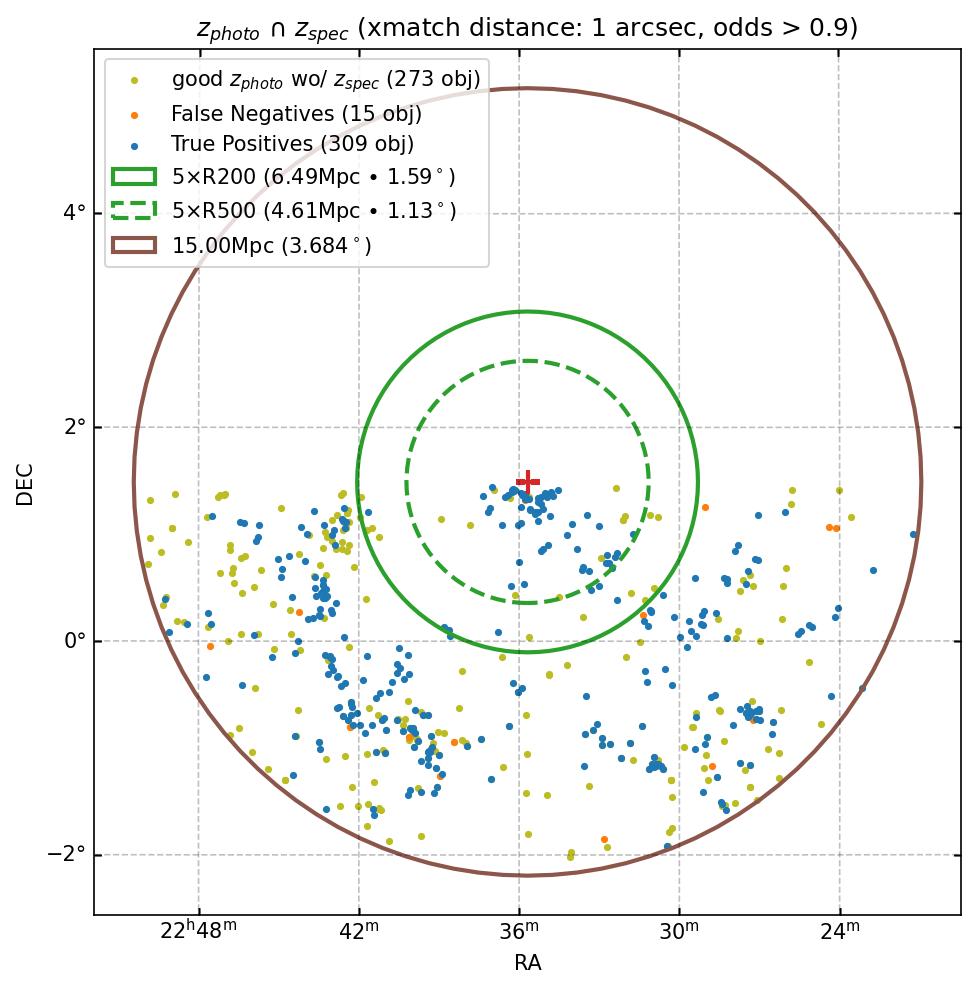 z_photo ∩ z_spec (xmatch distance: 1 arcsec, odds > 0.9)
good z_photo wo/ z_spec (273 obj)
False Negatives (15 obj)
True Positives (309 obj)
5×R200 (6.49Mpc • 1.59°)
5×R500 (4.61Mpc • 1.13°)
15.00Mpc (3.684°)
4°
2°
0°
−2°
DEC
22ʰ48ᵐ
42ᵐ
36ᵐ
30ᵐ
24ᵐ
RA